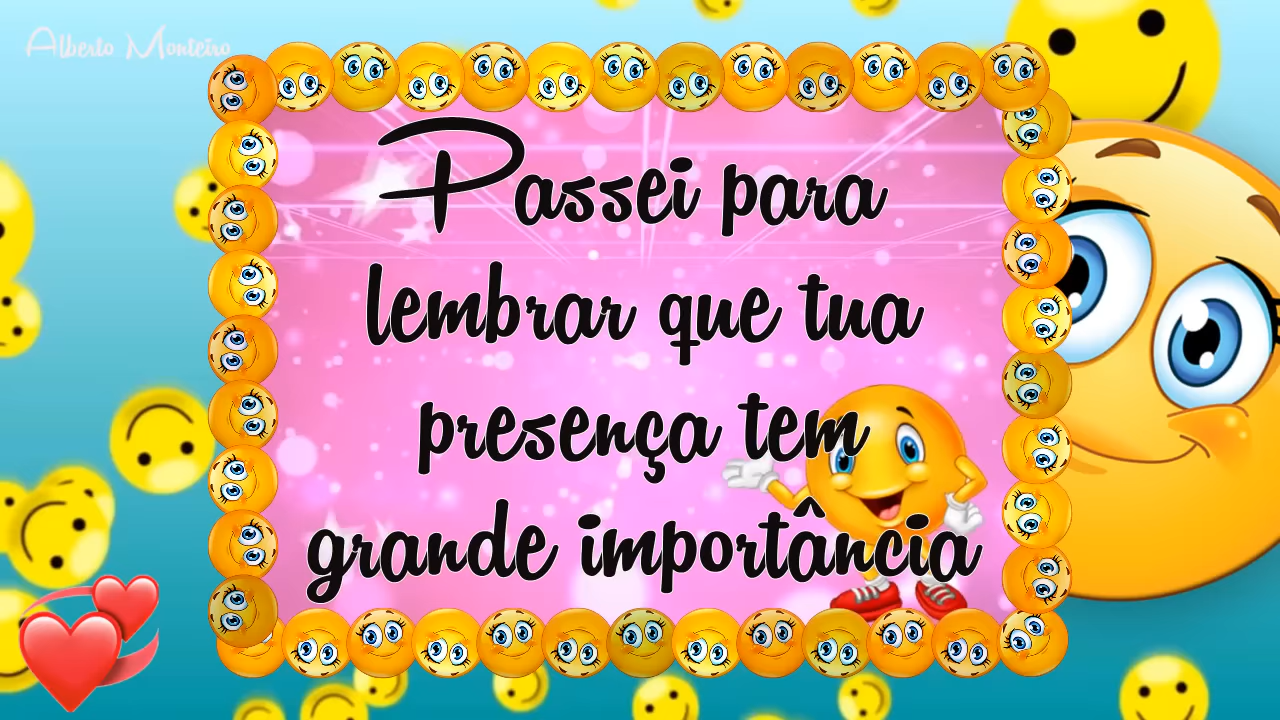 Alberto Monteiro
Passei para
lembrar que tua
presença tem
grande importância